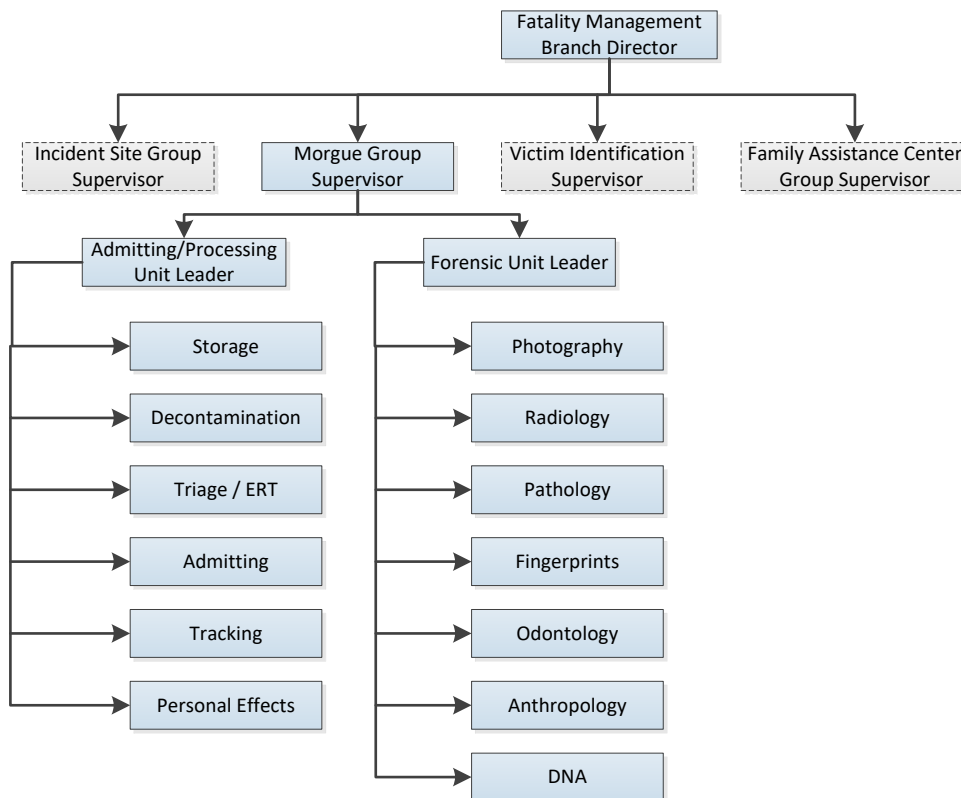 Fatality Management
Branch Director
Incident Site Group
Supervisor
Morgue Group
Supervisor
Victim Identification
Supervisor
Family Assistance Center
Group Supervisor
Admitting/Processing
Unit Leader
Forensic Unit Leader
Storage
Photography
Decontamination
Radiology
Triage / ERT
Pathology
Admitting
Fingerprints
Tracking
Odontology
Personal Effects
Anthropology
DNA